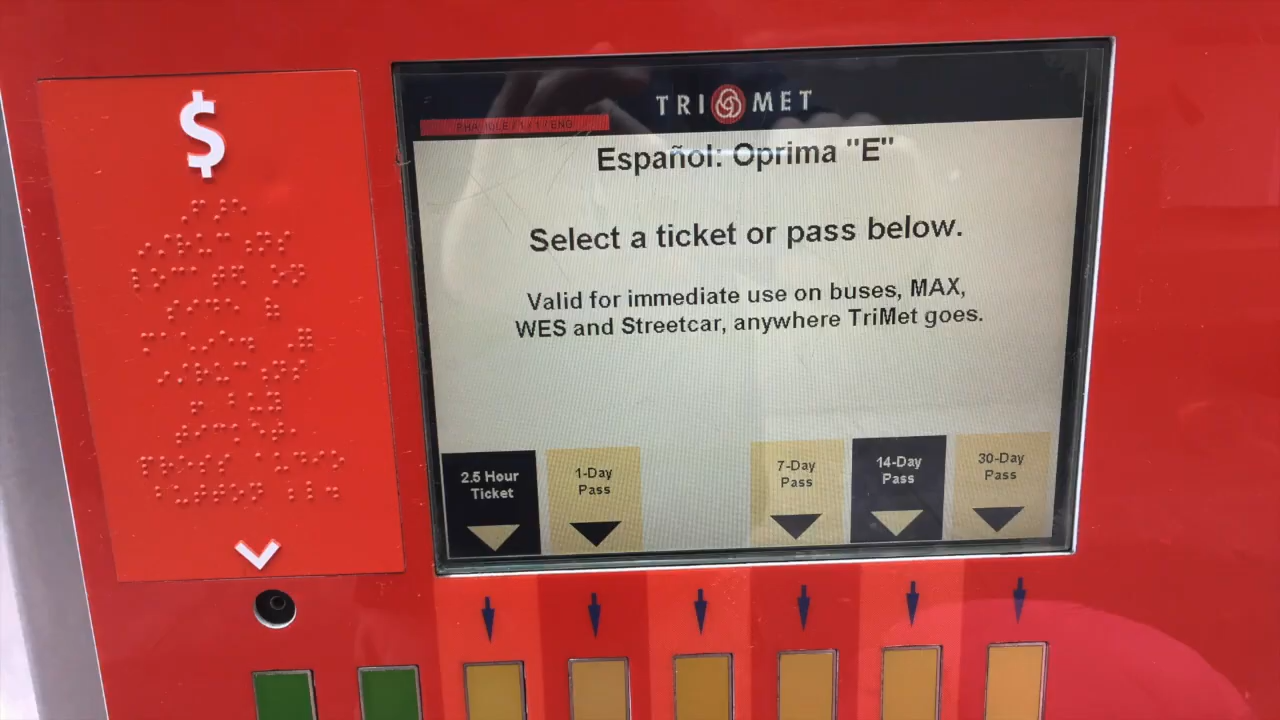 $
TRI MET
Español: Oprima "E"
Select a ticket or pass below.
Valid for immediate use on buses, MAX,
WES and Streetcar, anywhere TriMet goes.
2.5 Hour
Ticket
1-Day
Pass
7-Day
Pass
14-Day
Pass
30-Day
Pass